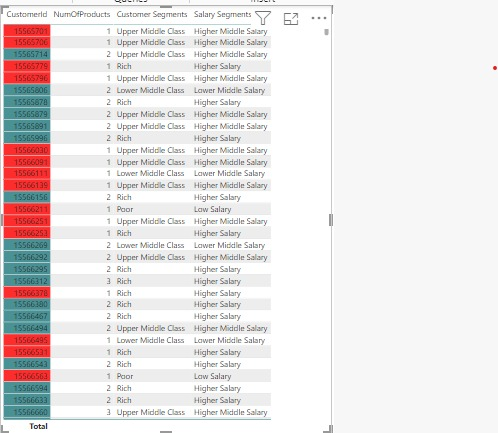 Queries Insert
CustomerId NumOfProducts Customer Segments Salary Segments
15565701 1 Upper Middle Class Higher Middle Salary
15565706 1 Upper Middle Class Higher Middle Salary
15565714 2 Upper Middle Class Higher Middle Salary
15565779 1 Rich Higher Salary
15565796 1 Upper Middle Class Higher Middle Salary
15565806 2 Lower Middle Class Lower Middle Salary
15565878 2 Rich Higher Salary
15565879 2 Upper Middle Class Higher Middle Salary
15565891 2 Upper Middle Class Higher Middle Salary
15565996 2 Rich Higher Salary
15566030 1 Upper Middle Class Higher Middle Salary
15566091 1 Upper Middle Class Higher Middle Salary
15566111 1 Lower Middle Class Lower Middle Salary
15566139 1 Upper Middle Class Higher Middle Salary
15566156 2 Rich Higher Salary
15566211 1 Poor Low Salary
15566251 1 Upper Middle Class Higher Middle Salary
15566253 1 Rich Higher Salary
15566269 2 Lower Middle Class Lower Middle Salary
15566292 2 Upper Middle Class Higher Middle Salary
15566295 2 Rich Higher Salary
15566312 3 Rich Higher Salary
15566378 1 Rich Higher Salary
15566380 2 Rich Higher Salary
15566467 2 Rich Higher Salary
15566494 2 Upper Middle Class Higher Middle Salary
15566495 1 Lower Middle Class Lower Middle Salary
15566531 1 Rich Higher Salary
15566543 2 Rich Higher Salary
15566563 1 Poor Low Salary
15566594 2 Rich Higher Salary
15566633 2 Rich Higher Salary
15566660 3 Upper Middle Class Higher Middle Salary
Total